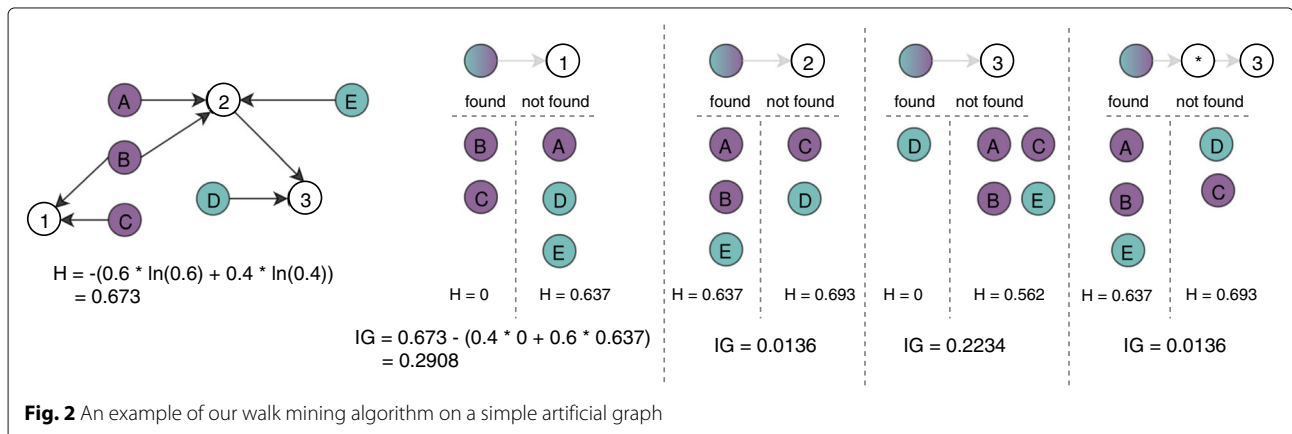 A
2
E
B
D
3
1
C
H = -(0.6 * ln(0.6) + 0.4 * ln(0.4))
= 0.673
1
found not found
B A
C D
E
H = 0 H = 0.637
IG = 0.673 - (0.4 * 0 + 0.6 * 0.637)
= 0.2908
2
found not found
A C
B D
E
H = 0.637 H = 0.693
IG = 0.0136
3
found not found
D A C
B E
H = 0 H = 0.562
IG = 0.2234
* 3
found not found
A D
B C
E
H = 0.637 H = 0.693
IG = 0.0136
Fig. 2 An example of our walk mining algorithm on a simple artificial graph